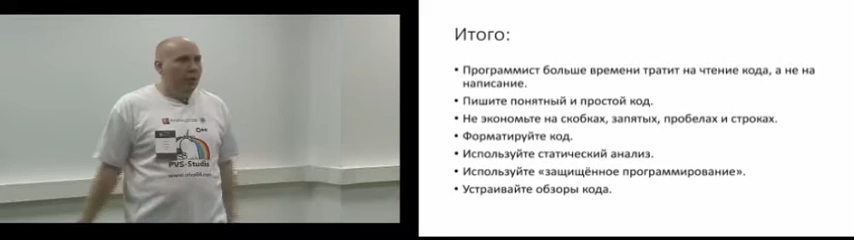 PVS-Studio
Итого:
• Программист больше времени тратит на чтение кода, а не на
написание.
• Пишите понятный и простой код.
• Не экономьте на скобках, запятых, пробелах и строках.
• Форматируйте код.
• Используйте статический анализ.
• Используйте «защищённое программирование».
• Устраивайте обзоры кода.